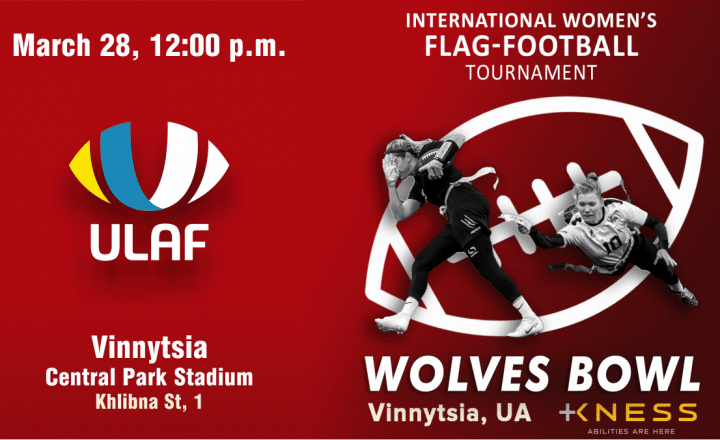 March 28, 12:00 p.m.
ULAF
Vinnytsia
Central Park Stadium
Khlibna St, 1
INTERNATIONAL WOMEN'S
FLAG-FOOTBALL
TOURNAMENT
10
WOLVES BOWL
Vinnytsia, UA
KNESS
ABILITIES ARE HERE